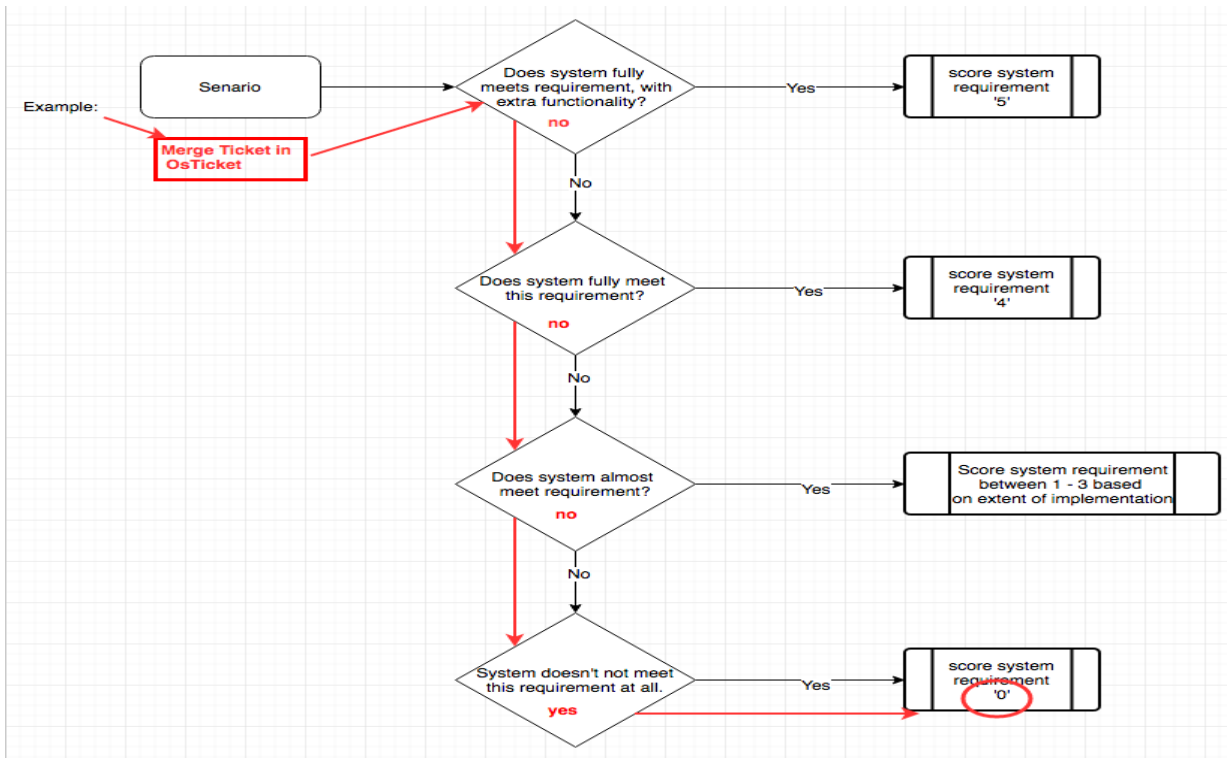 Senario
Example:
Merge Ticket in
OsTicket
Does system fully
meets requirement, with
extra functionality?
no
Yes
score system
requirement
'5'
No
Does system fully meet
this requirement?
no
Yes
score system
requirement
'4'
No
Does system almost
meet requirement?
no
Yes
Score system requirement
between 1 - 3 based
on extent of implementation
No
System doesn't not meet
this requirement at all.
yes
Yes
score system
requirement
'0'